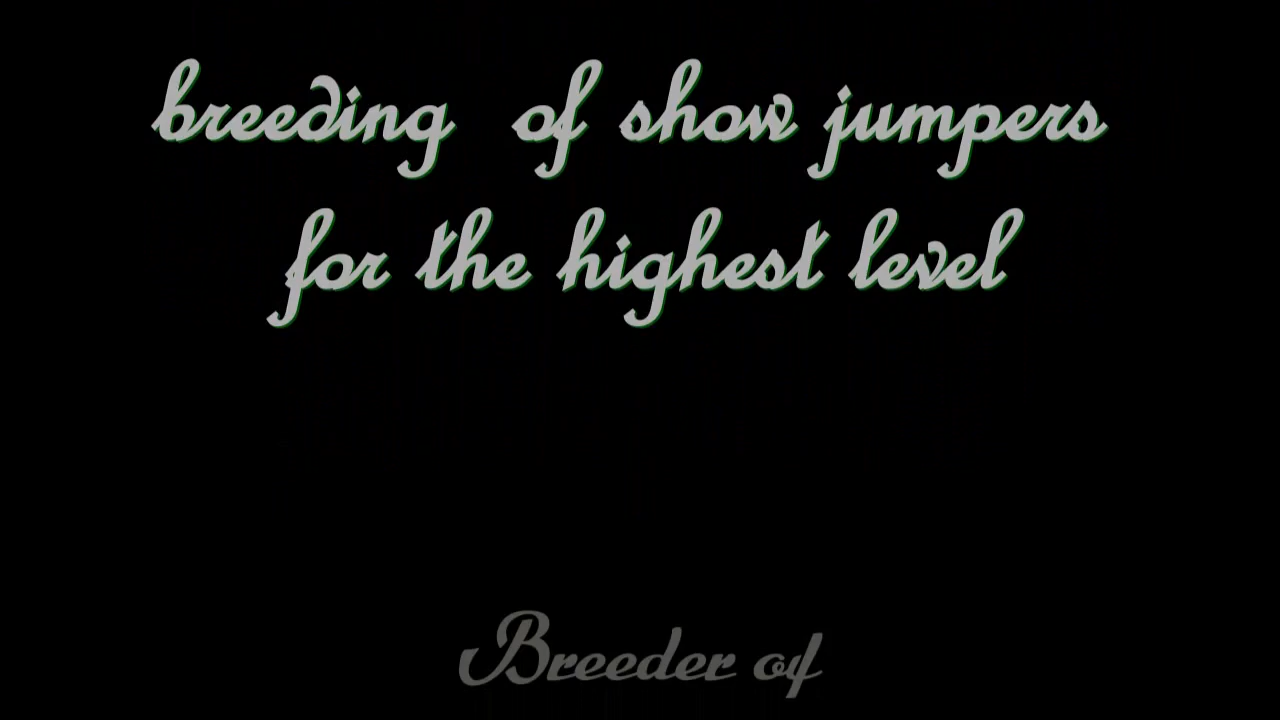 breeding of show jumpers
for the highest level
Breeder of